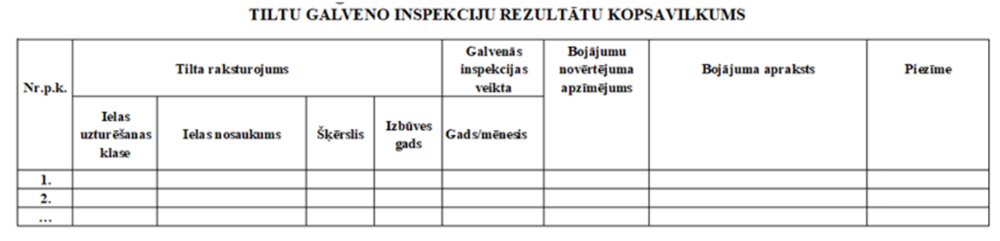 TILTU GALVENO INSPEKCIJU REZULTĀTU KOPSAVILKUMS
Nr.p.k.
Tilta raksturojums
Galvenās
inspekcijas
veikta
Bojājumu
novērtējuma
apzīmējums
Bojājuma apraksts
Piezīme
Ielas
uzturēšanas
klase
Ielas nosaukums
Šķērslis
Izbūves
gads
Gads/mēnesis
1.
2.
...